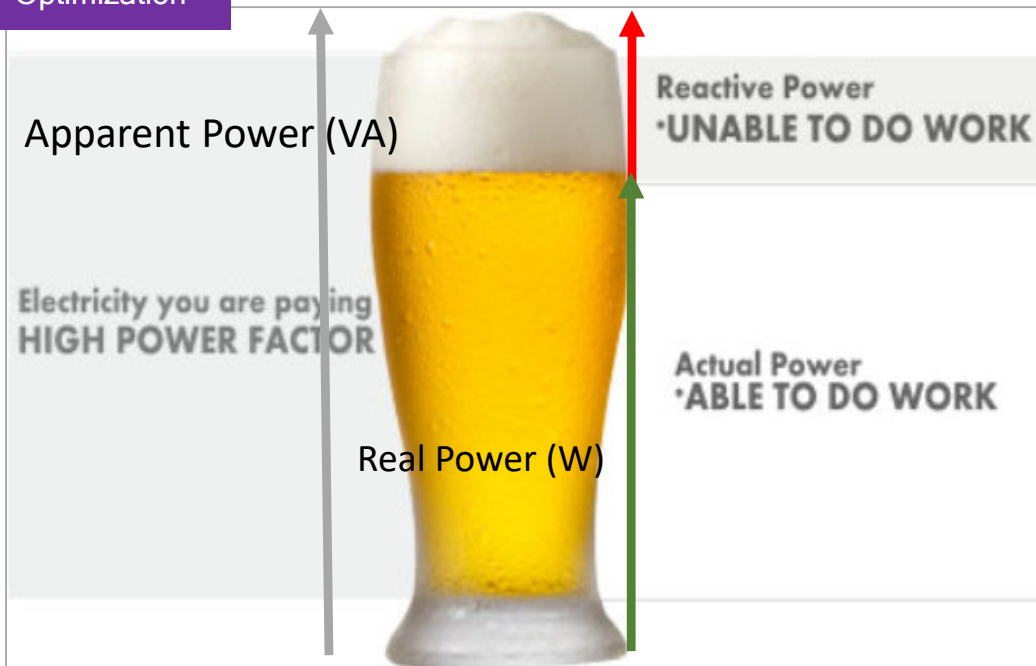 Optimization
Apparent Power (VA)
Reactive Power
•UNABLE TO DO WORK
Electricity you are paying
HIGH POWER FACTOR
Actual Power
•ABLE TO DO WORK
Real Power (W)